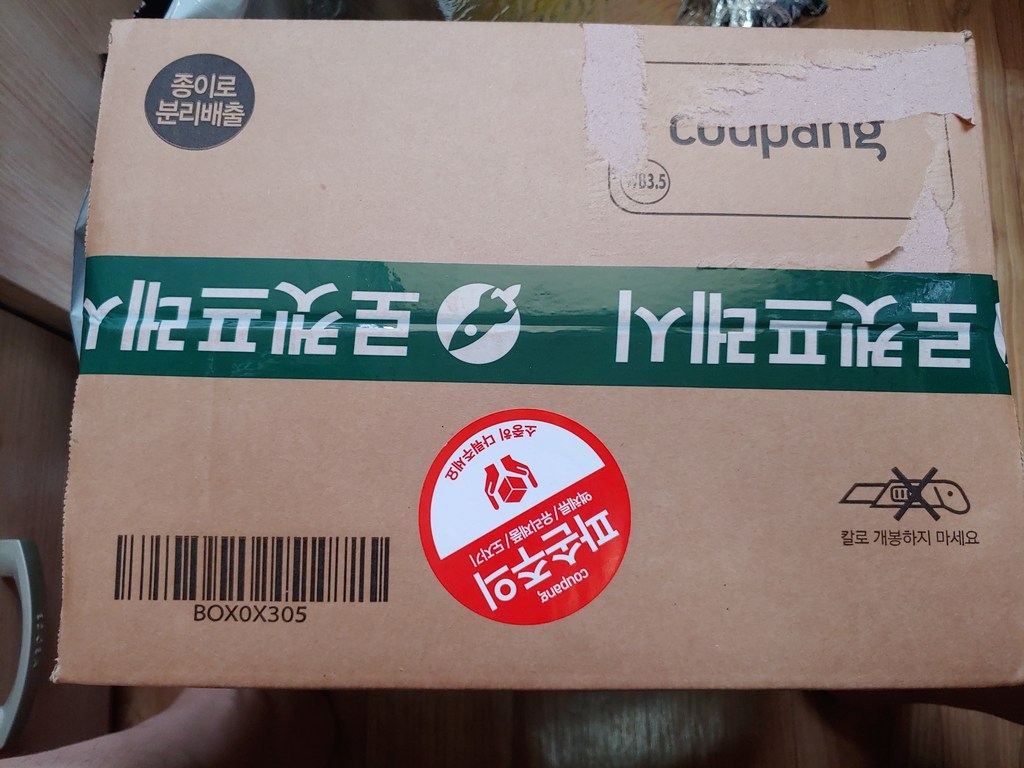 종이로
분리배출
coupang
WB3.5
로켓프레시
로켓프레시
소중히 다뤄주세요
액체류/유리제품/도자기
파손주의
coupang
칼로 개봉하지 마세요
BOX0X305